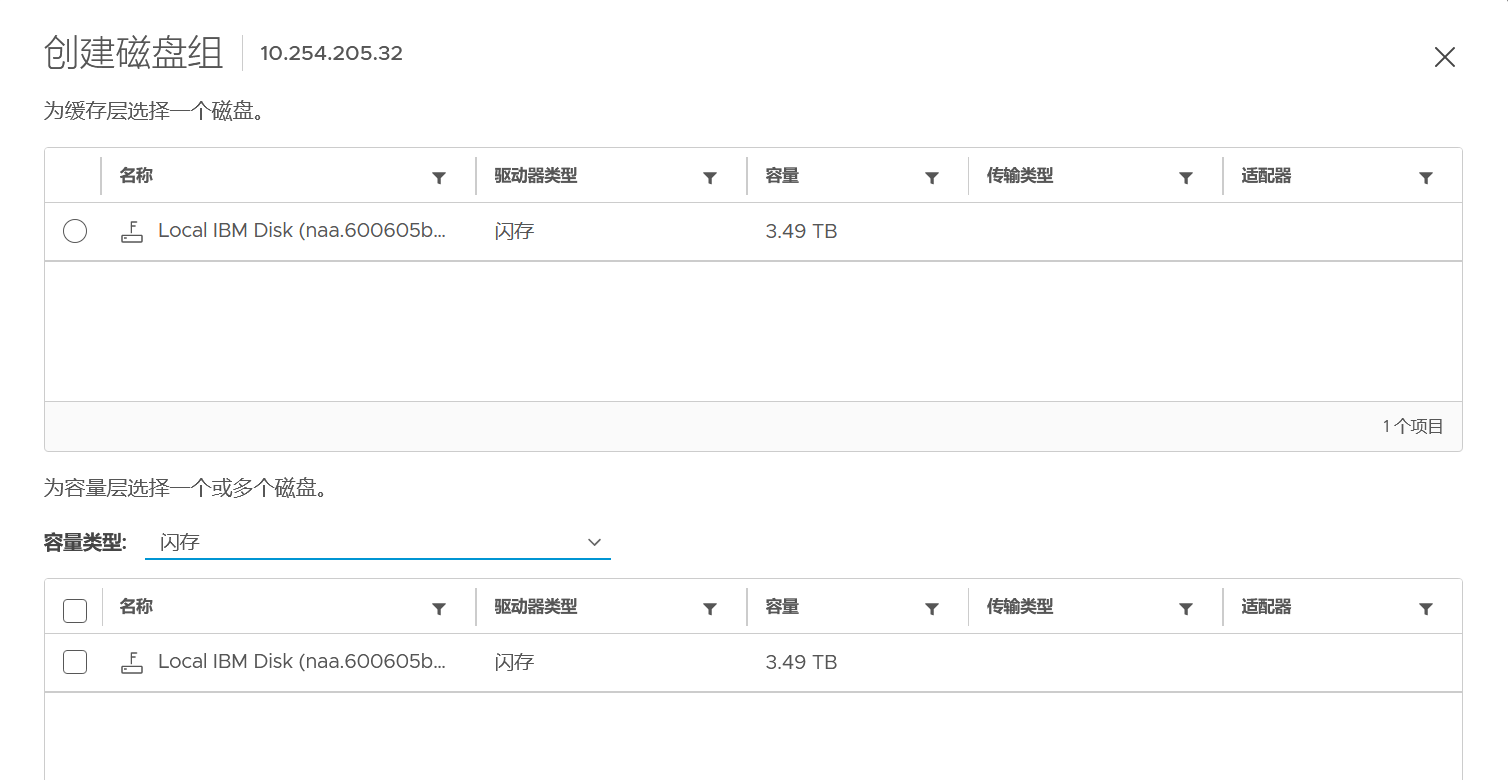 创建磁盘组 10.254.205.32
为缓存层选择一个磁盘。
名称 驱动器类型 容量 传输类型 适配器
Local IBM Disk (naa.600605b... 闪存 3.49 TB
1 个项目
为容量层选择一个或多个磁盘。
容量类型: 闪存
名称 驱动器类型 容量 传输类型 适配器
Local IBM Disk (naa.600605b... 闪存 3.49 TB